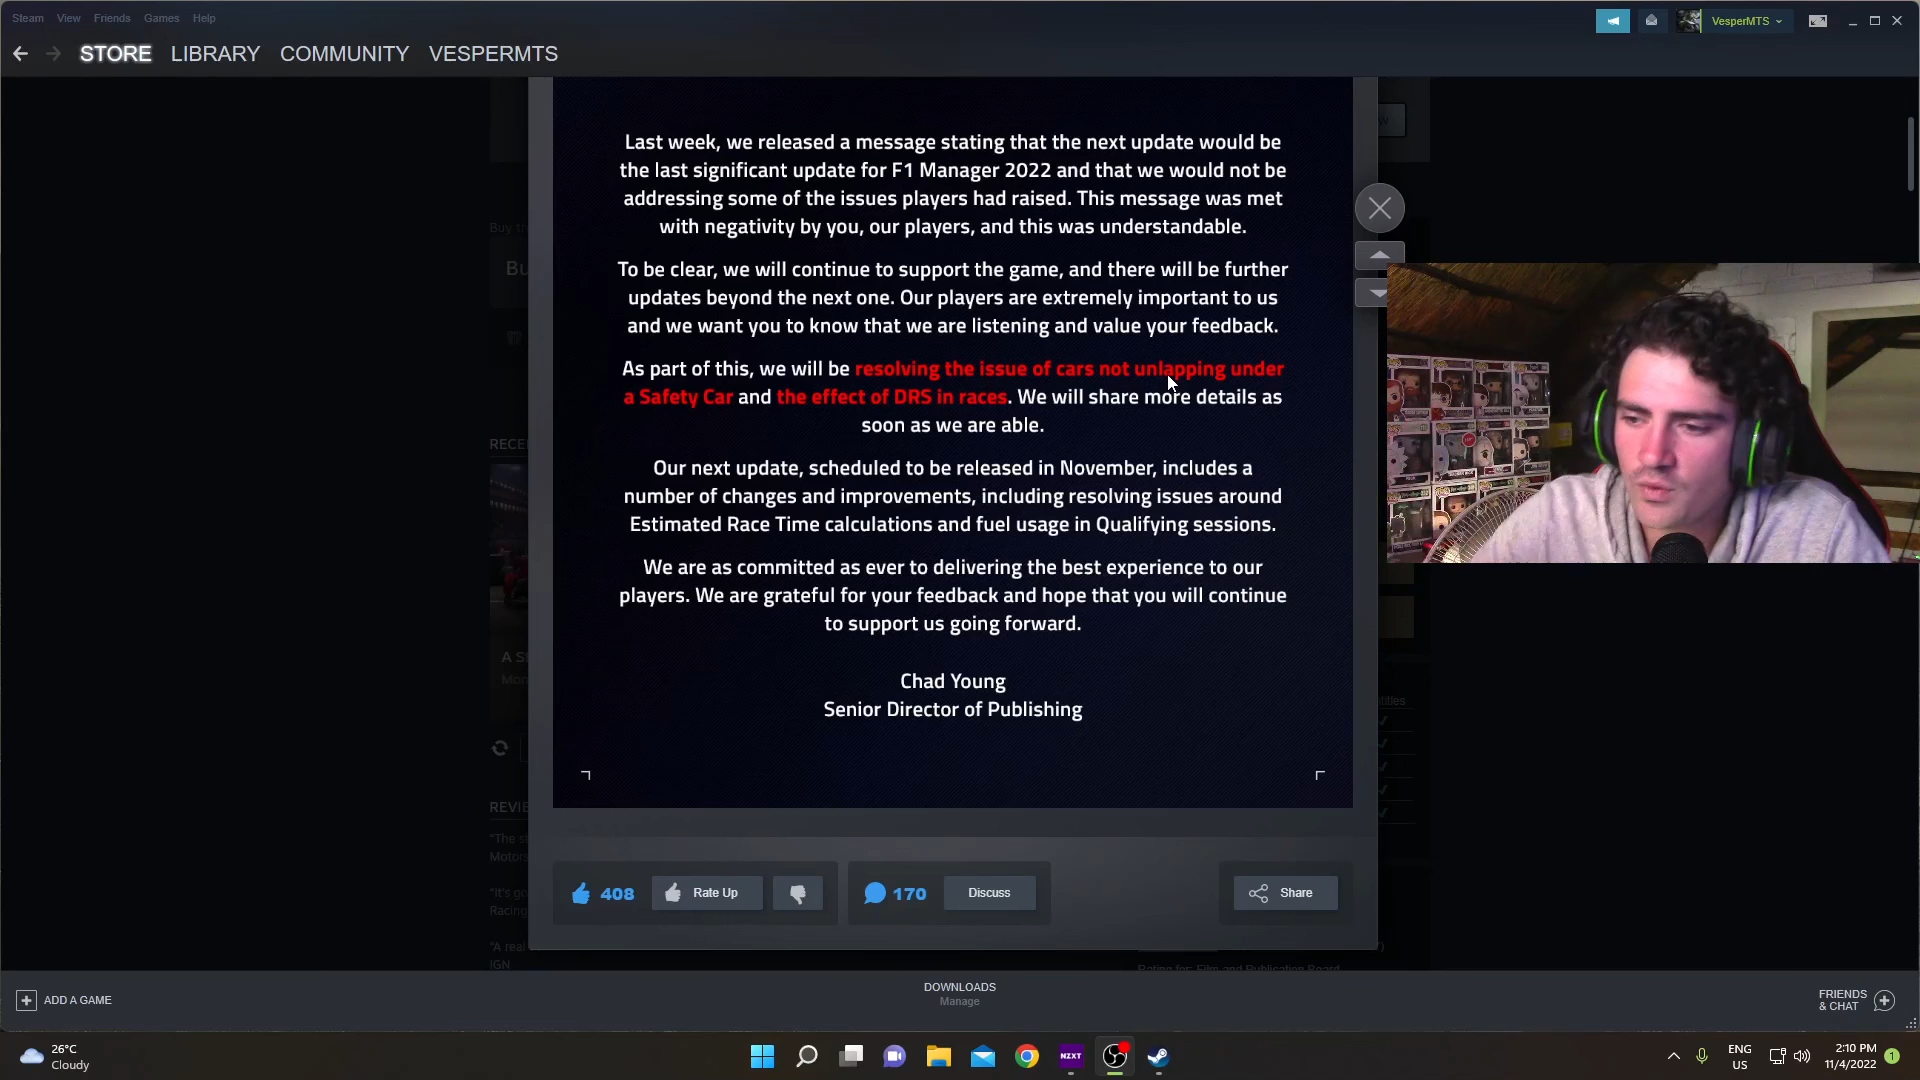 Steam View Friends Games Help
VesperMTS
STORE LIBRARY COMMUNITY VESPERMTS
Last week, we released a message stating that the next update would be
the last significant update for F1 Manager 2022 and that we would not be
addressing some of the issues players had raised. This message was met
with negativity by you, our players, and this was understandable.
To be clear, we will continue to support the game, and there will be further
updates beyond the next one. Our players are extremely important to us
and we want you to know that we are listening and value your feedback.
As part of this, we will be resolving the issue of cars not unlapping under
a Safety Car and the effect of DRS in races. We will share more details as
soon as we are able.
Our next update, scheduled to be released in November, includes a
number of changes and improvements, including resolving issues around
Estimated Race Time calculations and fuel usage in Qualifying sessions.
We are as committed as ever to delivering the best experience to our
players. We are grateful for your feedback and hope that you will continue
to support us going forward.
Chad Young
Senior Director of Publishing
408 Rate Up 170 Discuss Share
"A real
IGN
ADD A GAME
DOWNLOADS
Manage
FRIENDS
& CHAT
26°C
Cloudy
NZXT
ENG
US
2:10 PM
11/4/2022
1